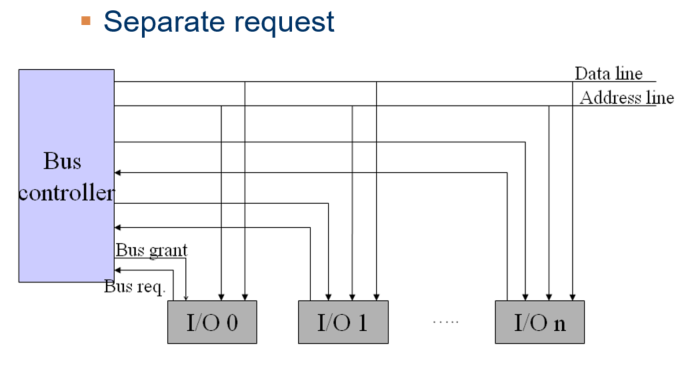 Separate request
Data line
Address line
Bus
controller
Bus grant
Bus req.
I/O 0
I/O 1
.....
I/O n